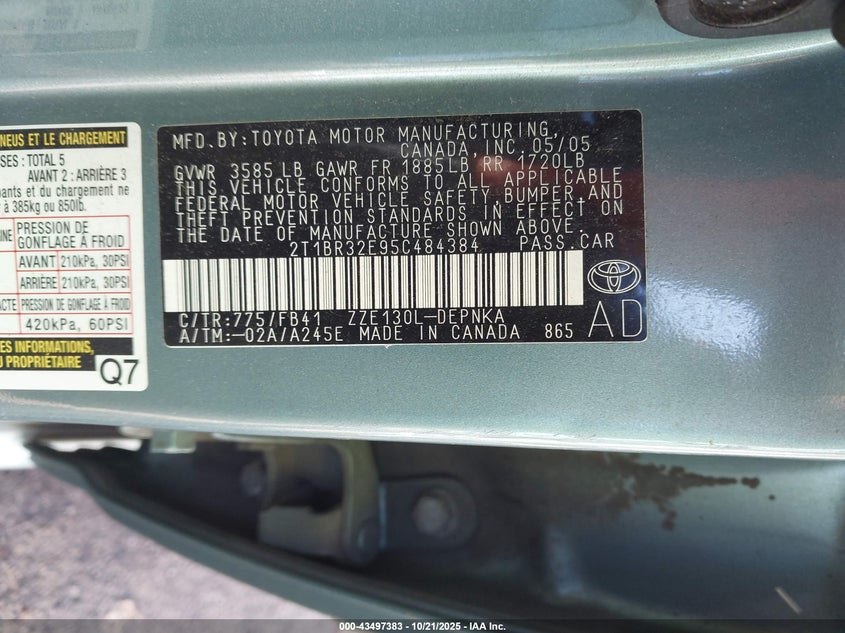 NEUS ET LE CHARGEMENT
SES: TOTAL 5
AVANT 2 : ARRIÈRE 3
pants et du chargement ne
r à 385kg ou 850lb.
PRESSION DE
GONFLAGE À FROID
AVANT 210kPa, 30PSI
ARRIÈRE 210kPa, 30PSI
ACTE PRESSION DE GONFLAGE À FROID
420kPa, 60PSI
ES INFORMATIONS,
DU PROPRIÉTAIRE
Q7
MFD. BY: TOYOTA MOTOR MANUFACTURING,
CANADA, INC. 05/05
GVWR 3585 LB GAWR FR 1885LB RR 1720LB
THIS VEHICLE CONFORMS TO ALL APPLICABLE
FEDERAL MOTOR VEHICLE SAFETY, BUMPER, AND
THEFT PREVENTION STANDARDS IN EFFECT ON
THE DATE OF MANUFACTURE SHOWN ABOVE.
2T1BR32E95C484384 PASS. CAR
C/TR:775/FB41 ZZE130L-DEPNKA
A/TM:-02A/A245E MADE IN CANADA 865
AD
000-43497383 - 10/21/2025 - IAA Inc.